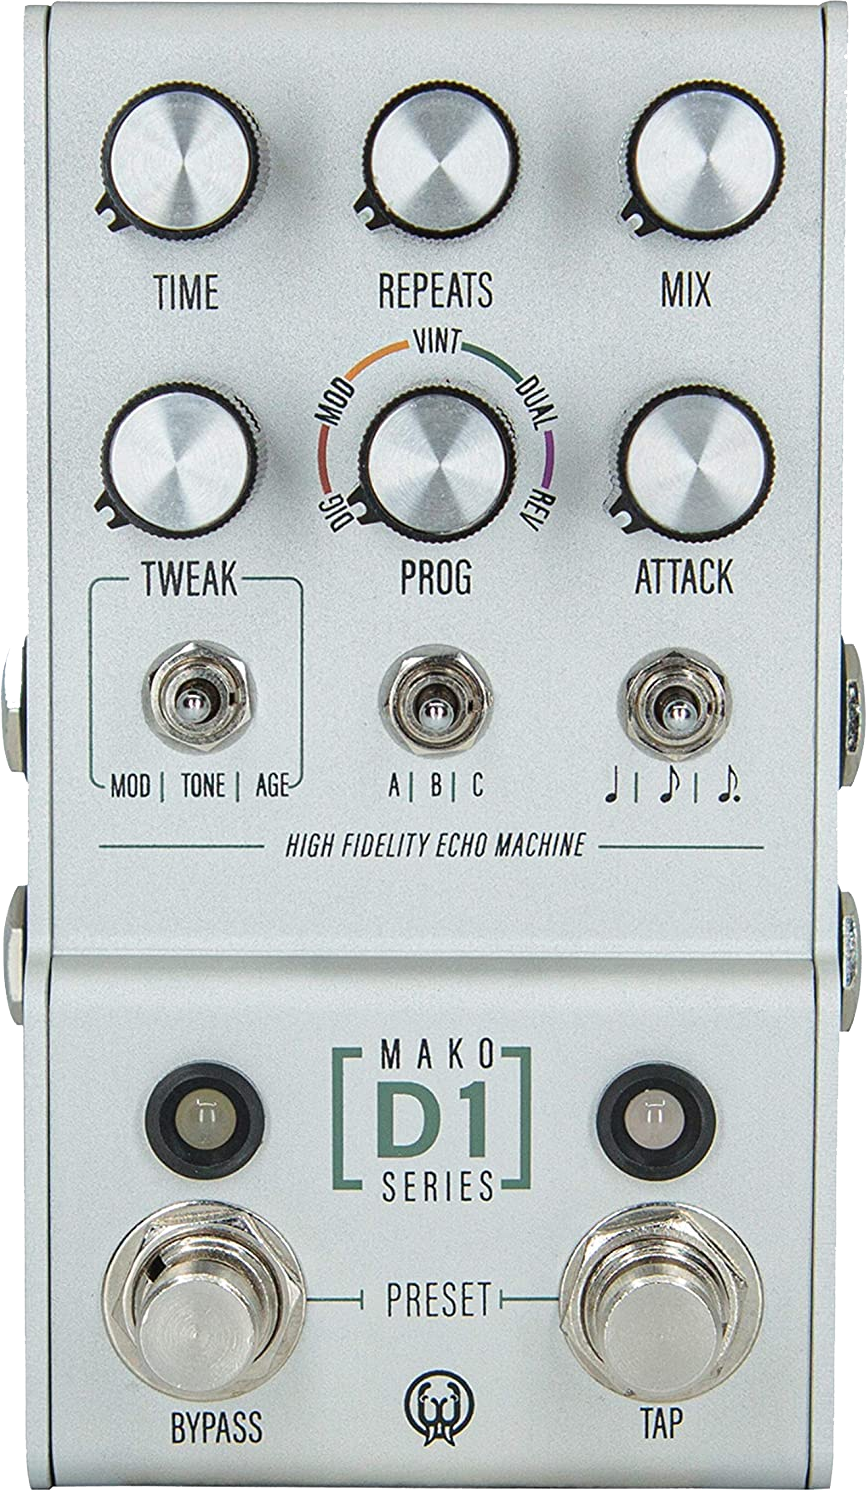 TIME REPEATS MIX
DIG MOD VINT DUAL REV
TWEAK PROG ATTACK
MOD | TONE | AGE A | B | C
HIGH FIDELITY ECHO MACHINE
MAKO
D1
SERIES
PRESET
BYPASS TAP